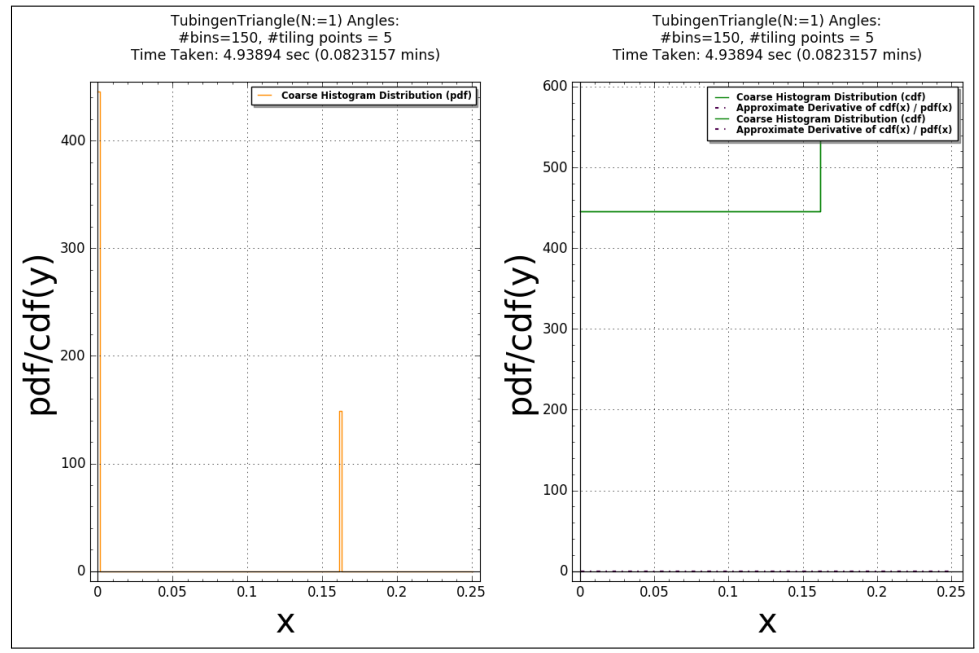 TubingenTriangle(N:=1) Angles:
#bins=150, #tiling points = 5
Time Taken: 4.93894 sec (0.0823157 mins)
Coarse Histogram Distribution (pdf)
400
300
200
100
0
0 0.05 0.1 0.15 0.2 0.25
pdf/cdf(y)
x
TubingenTriangle(N:=1) Angles:
#bins=150, #tiling points = 5
Time Taken: 4.93894 sec (0.0823157 mins)
600
Coarse Histogram Distribution (cdf)
Approximate Derivative of cdf(x) / pdf(x)
Coarse Histogram Distribution (cdf)
Approximate Derivative of cdf(x) / pdf(x)
500
400
300
200
100
0
0 0.05 0.1 0.15 0.2 0.25
pdf/cdf(y)
x